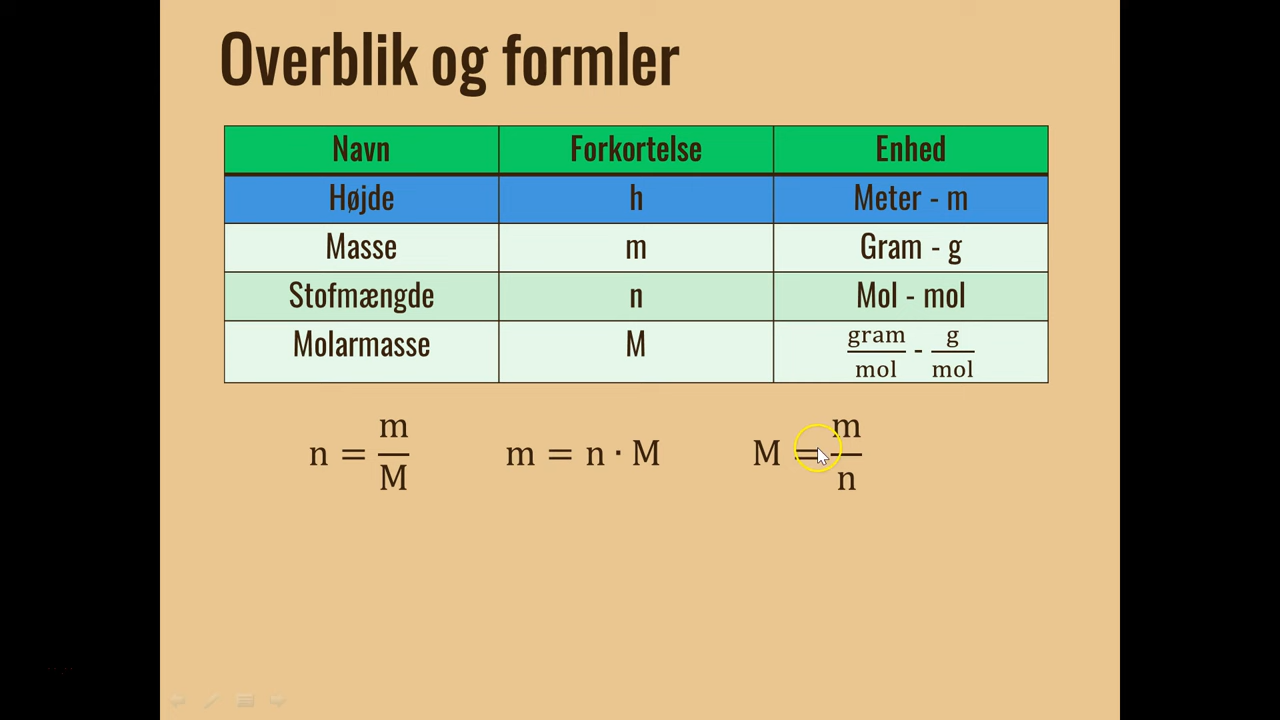 Overblik og formler
Navn Forkortelse Enhed
Højde h Meter - m
Masse m Gram - g
Stofmængde n Mol - mol
Molarmasse M gram/mol - g/mol
n = m/M m = n · M M = m/n